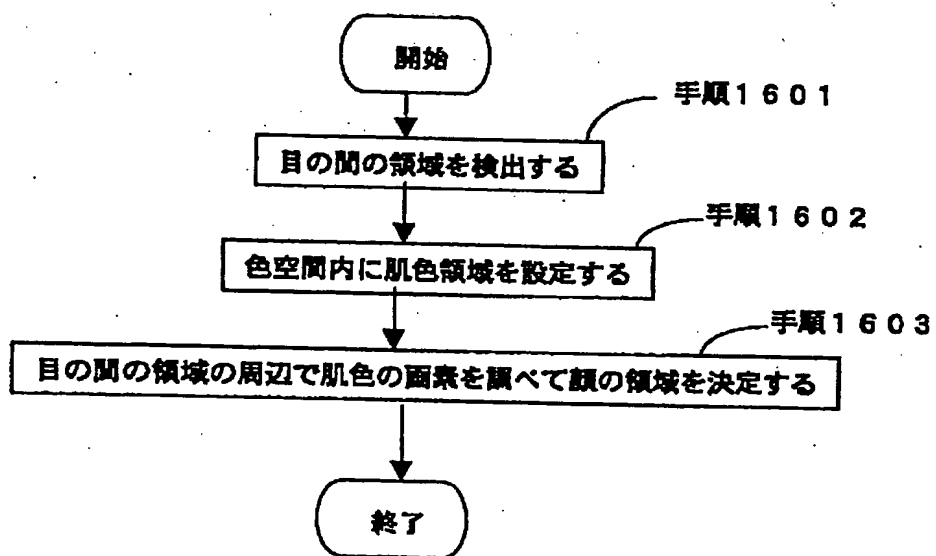 開始
手順1601
目の間の領域を検出する
手順1602
色空間内に肌色領域を設定する
手順1603
目の間の領域の周辺で肌色の画素を調べて顔の領域を決定する
終了